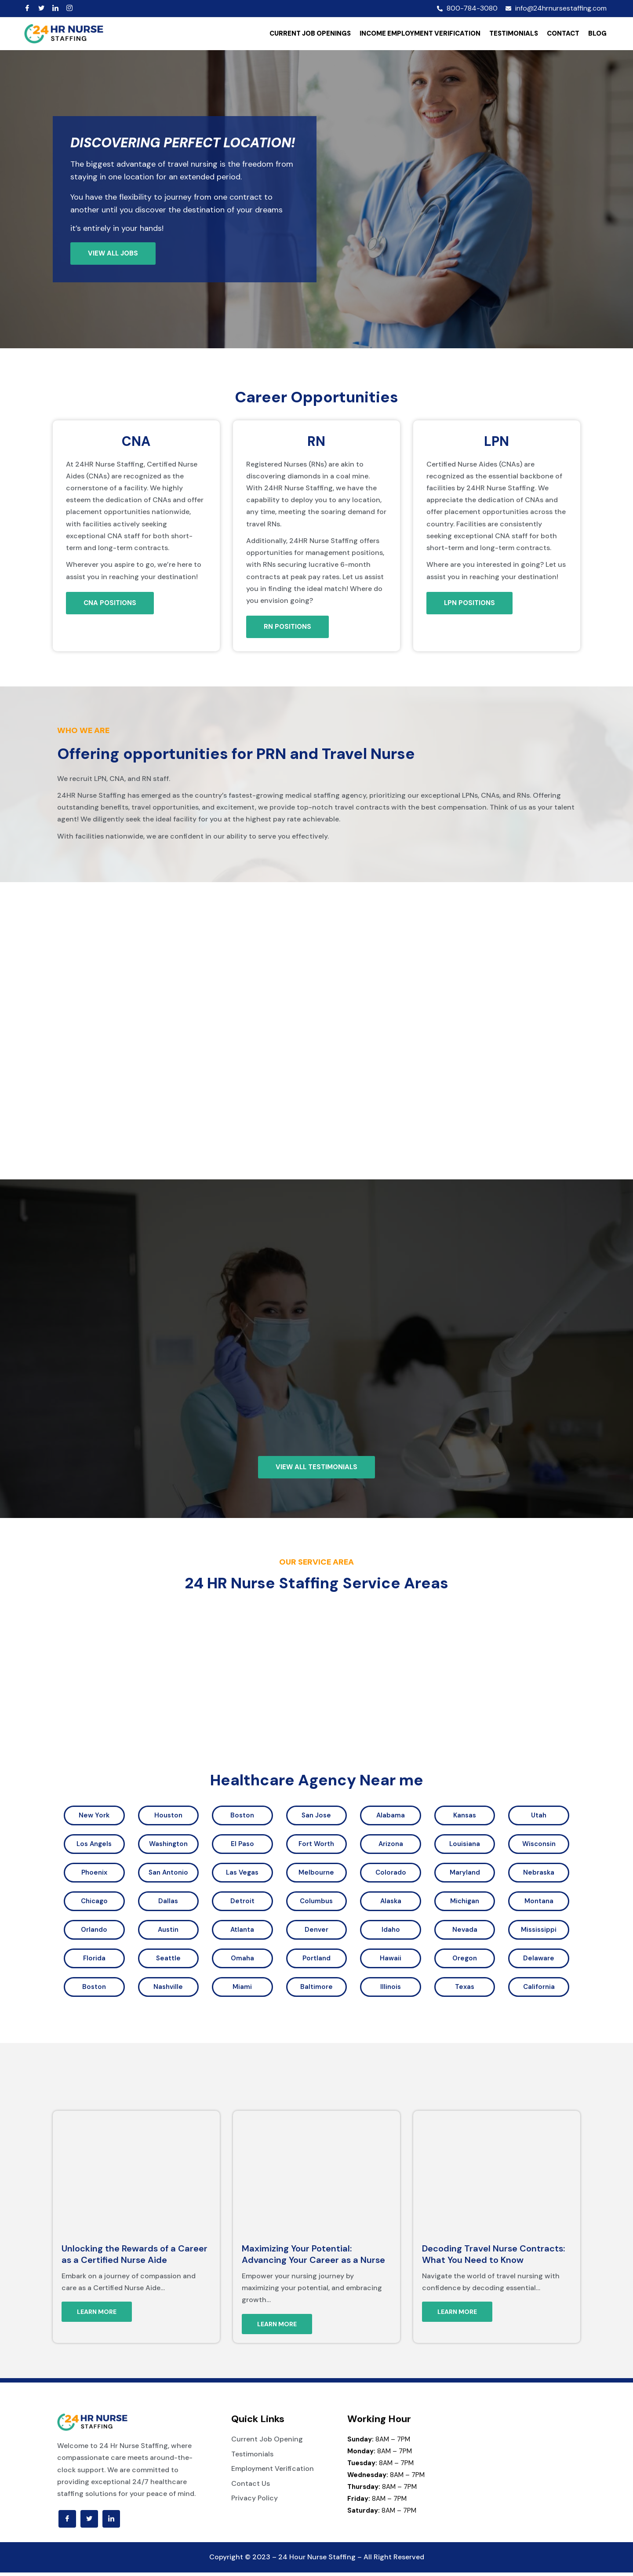 800-784-3080 info@24hrnursestaffing.com
24 HR NURSE STAFFING
CURRENT JOB OPENINGS INCOME EMPLOYMENT VERIFICATION TESTIMONIALS CONTACT BLOG
DISCOVERING PERFECT LOCATION!
The biggest advantage of travel nursing is the freedom from
staying in one location for an extended period.
You have the flexibility to journey from one contract to
another until you discover the destination of your dreams
it's entirely in your hands!
VIEW ALL JOBS
Career Opportunities
CNA
At 24HR Nurse Staffing, Certified Nurse
Aides (CNAs) are recognized as the
cornerstone of a facility. We highly
esteem the dedication of CNAs and offer
placement opportunities nationwide,
with facilities actively seeking
exceptional CNA staff for both short-
term and long-term contracts.
Wherever you aspire to go, we're here to
assist you in reaching your destination!
CNA POSITIONS
RN
Registered Nurses (RNs) are akin to
discovering diamonds in a coal mine.
With 24HR Nurse Staffing, we have the
capability to deploy you to any location,
any time, meeting the soaring demand for
travel RNs.
Additionally, 24HR Nurse Staffing offers
opportunities for management positions,
with RNs securing lucrative 6-month
contracts at peak pay rates. Let us assist
you in finding the ideal match! Where do
you envision going?
RN POSITIONS
LPN
Certified Nurse Aides (CNAs) are
recognized as the essential backbone of
facilities by 24HR Nurse Staffing. We
appreciate the dedication of CNAs and
offer placement opportunities across the
country. Facilities are consistently
seeking exceptional CNA staff for both
short-term and long-term contracts.
Where are you interested in going? Let us
assist you in reaching your destination!
LPN POSITIONS
WHO WE ARE
Offering opportunities for PRN and Travel Nurse
We recruit LPN, CNA, and RN staff.
24HR Nurse Staffing has emerged as the country's fastest-growing medical staffing agency, prioritizing our exceptional LPNs, CNAs, and RNs. Offering
outstanding benefits, travel opportunities, and excitement, we provide top-notch travel contracts with the best compensation. Think of us as your talent
agent! We diligently seek the ideal facility for you at the highest pay rate achievable.
With facilities nationwide, we are confident in our ability to serve you effectively.
VIEW ALL TESTIMONIALS
OUR SERVICE AREA
24 HR Nurse Staffing Service Areas
Healthcare Agency Near me
New York Houston Boston San Jose Alabama Kansas Utah
Los Angels Washington El Paso Fort Worth Arizona Louisiana Wisconsin
Phoenix San Antonio Las Vegas Melbourne Colorado Maryland Nebraska
Chicago Dallas Detroit Columbus Alaska Michigan Montana
Orlando Austin Atlanta Denver Idaho Nevada Mississippi
Florida Seattle Omaha Portland Hawaii Oregon Delaware
Boston Nashville Miami Baltimore Illinois Texas California
Unlocking the Rewards of a Career
as a Certified Nurse Aide
Embark on a journey of compassion and
care as a Certified Nurse Aide...
LEARN MORE
Maximizing Your Potential:
Advancing Your Career as a Nurse
Empower your nursing journey by
maximizing your potential, and embracing
growth...
LEARN MORE
Decoding Travel Nurse Contracts:
What You Need to Know
Navigate the world of travel nursing with
confidence by decoding essential...
LEARN MORE
24 HR NURSE STAFFING
Welcome to 24 Hr Nurse Staffing, where
compassionate care meets around-the-
clock support. We are committed to
providing exceptional 24/7 healthcare
staffing solutions for your peace of mind.
Quick Links
Current Job Opening
Testimonials
Employment Verification
Contact Us
Privacy Policy
Working Hour
Sunday: 8AM – 7PM
Monday: 8AM – 7PM
Tuesday: 8AM – 7PM
Wednesday: 8AM – 7PM
Thursday: 8AM – 7PM
Friday: 8AM – 7PM
Saturday: 8AM – 7PM
Copyright © 2023 – 24 Hour Nurse Staffing – All Right Reserved